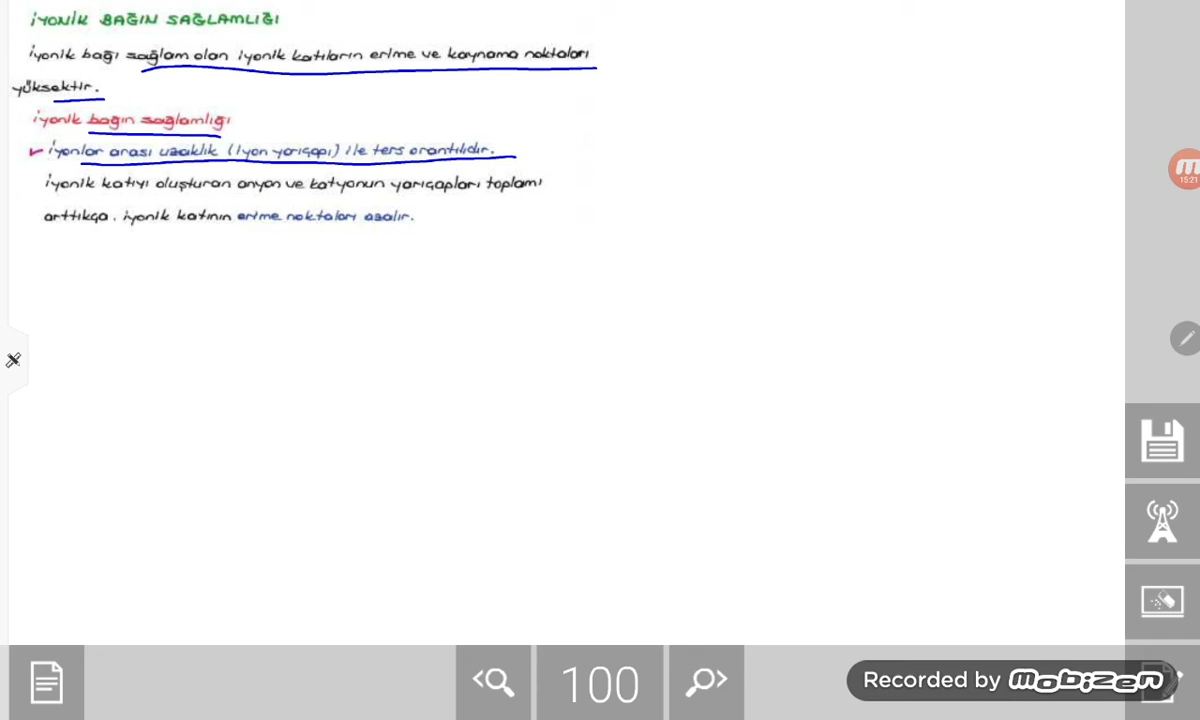 İYONİK BAĞIN SAĞLAMLIĞI
İyonik bağı sağlam olan iyonik katıların erime ve kaynama noktaları
yüksektir.
İyonik bağın sağlamlığı
İyonlar arası uzaklık (İyon yarıçapı) ile ters orantılıdır.
İyonik katıyı oluşturan anyon ve katyonun yarıçapları toplamı
arttıkça, iyonik katının erime noktaları azalır.
15:21
100
Recorded by mobizen